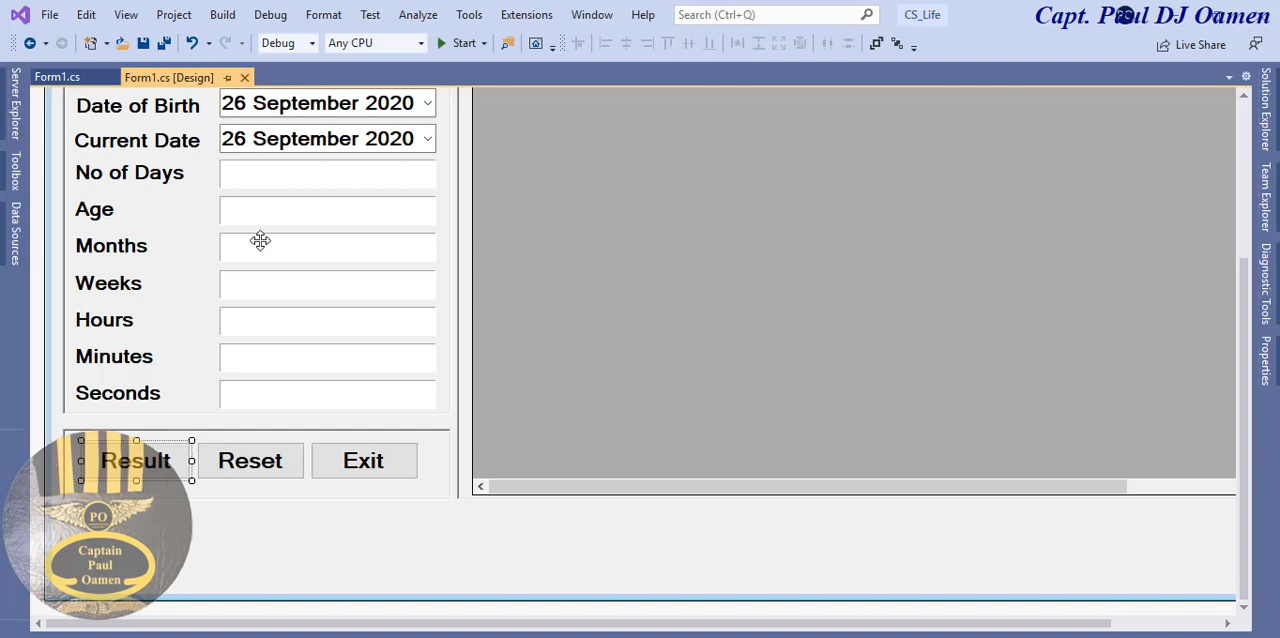 File Edit View Project Build Debug Format Test Analyze Tools Extensions Window Help Search (Ctrl+Q) CS_Life Capt. Paul DJ Oamen
Debug Any CPU Start Live Share
Form1.cs Form1.cs [Design]
Server Explorer
Toolbox
Data Sources
Solution Explorer
Team Explorer
Diagnostic Tools
Properties
Date of Birth 26 September 2020
Current Date 26 September 2020
No of Days
Age
Months
Weeks
Hours
Minutes
Seconds
Result Reset Exit
PO
Captain
Paul
Oamen